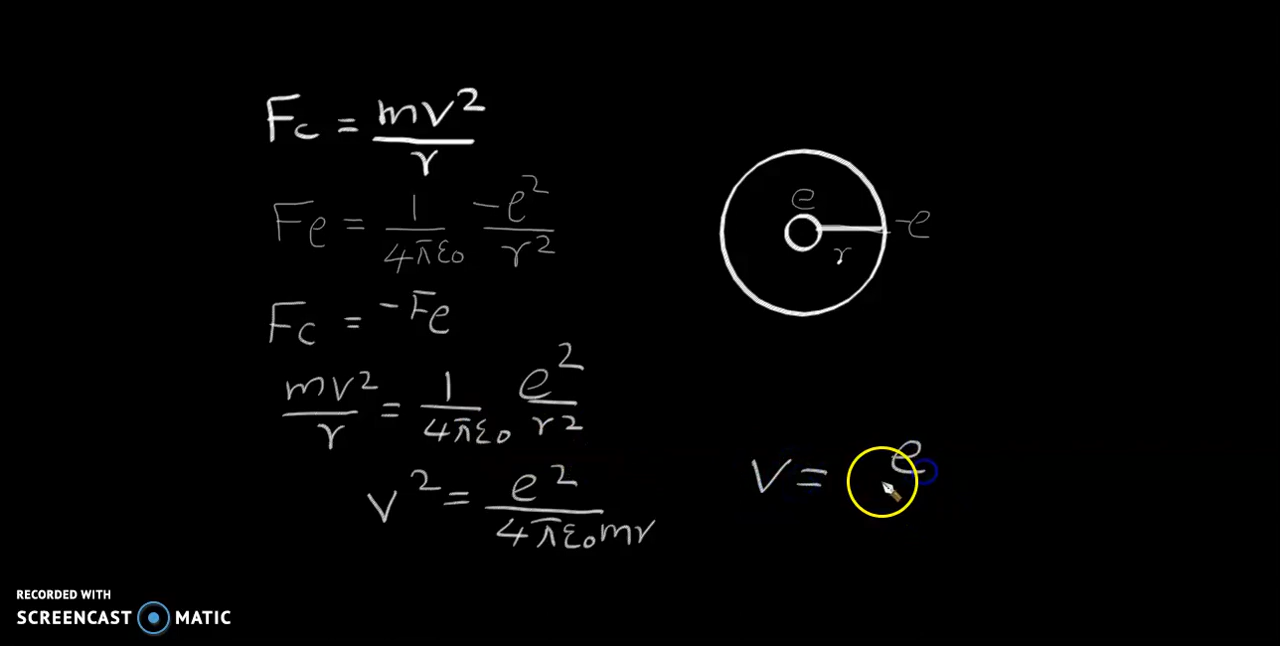 Fc = mv²/r
Fe = 1/4πε₀ -e²/r²
Fc = -Fe
mv²/r = 1/4πε₀ e²/r²
v² = e²/4πε₀mr
e
-e
r
v = e
RECORDED WITH
SCREENCAST MATIC